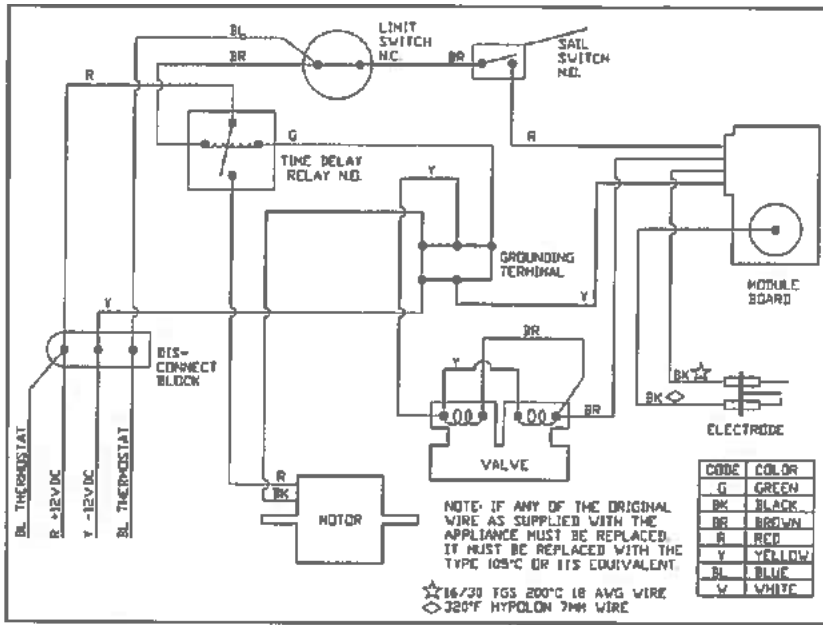 BL
LIMIT
SWITCH
N.C.
BR
BR
SAIL
SWITCH
N.O.
R
G
R
TIME DELAY
RELAY N.O.
Y
GROUNDING
TERMINAL
MODULE
BOARD
Y
Y
DIS-
CONNECT
BLOCK
BR
Y
BK
BK
BR
ELECTRODE
VALVE
BL THERMOSTAT
R +12VDC
Y -12VDC
BL THERMOSTAT
R
BK
MOTOR
NOTE: IF ANY OF THE ORIGINAL
WIRE AS SUPPLIED WITH THE
APPLIANCE MUST BE REPLACED
IT MUST BE REPLACED WITH THE
TYPE 105°C OR ITS EQUIVALENT
16/30 TGS 200°C 18 AWG WIRE
320°F HYPOLON 7MM WIRE
CODE COLOR
G GREEN
BK BLACK
BR BROWN
R RED
Y YELLOW
BL BLUE
W WHITE